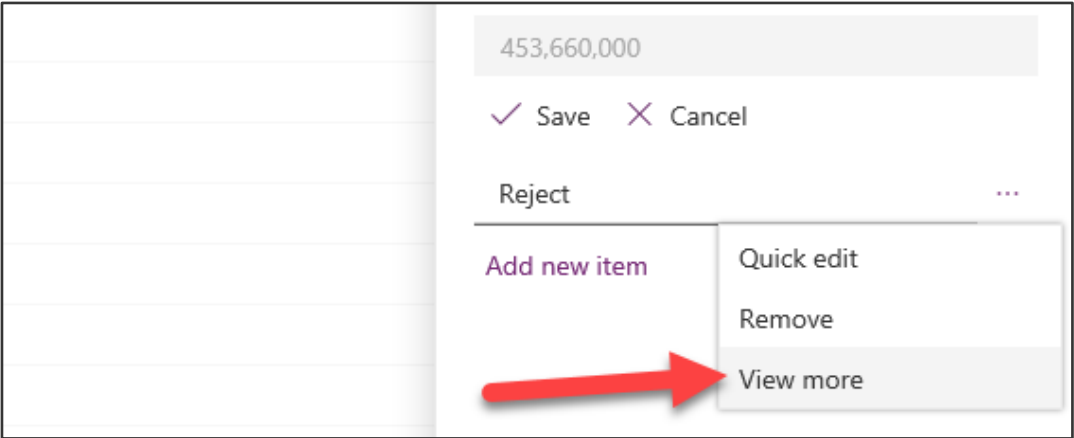 453,660,000
Save Cancel
Reject ...
Add new item
Quick edit
Remove
View more